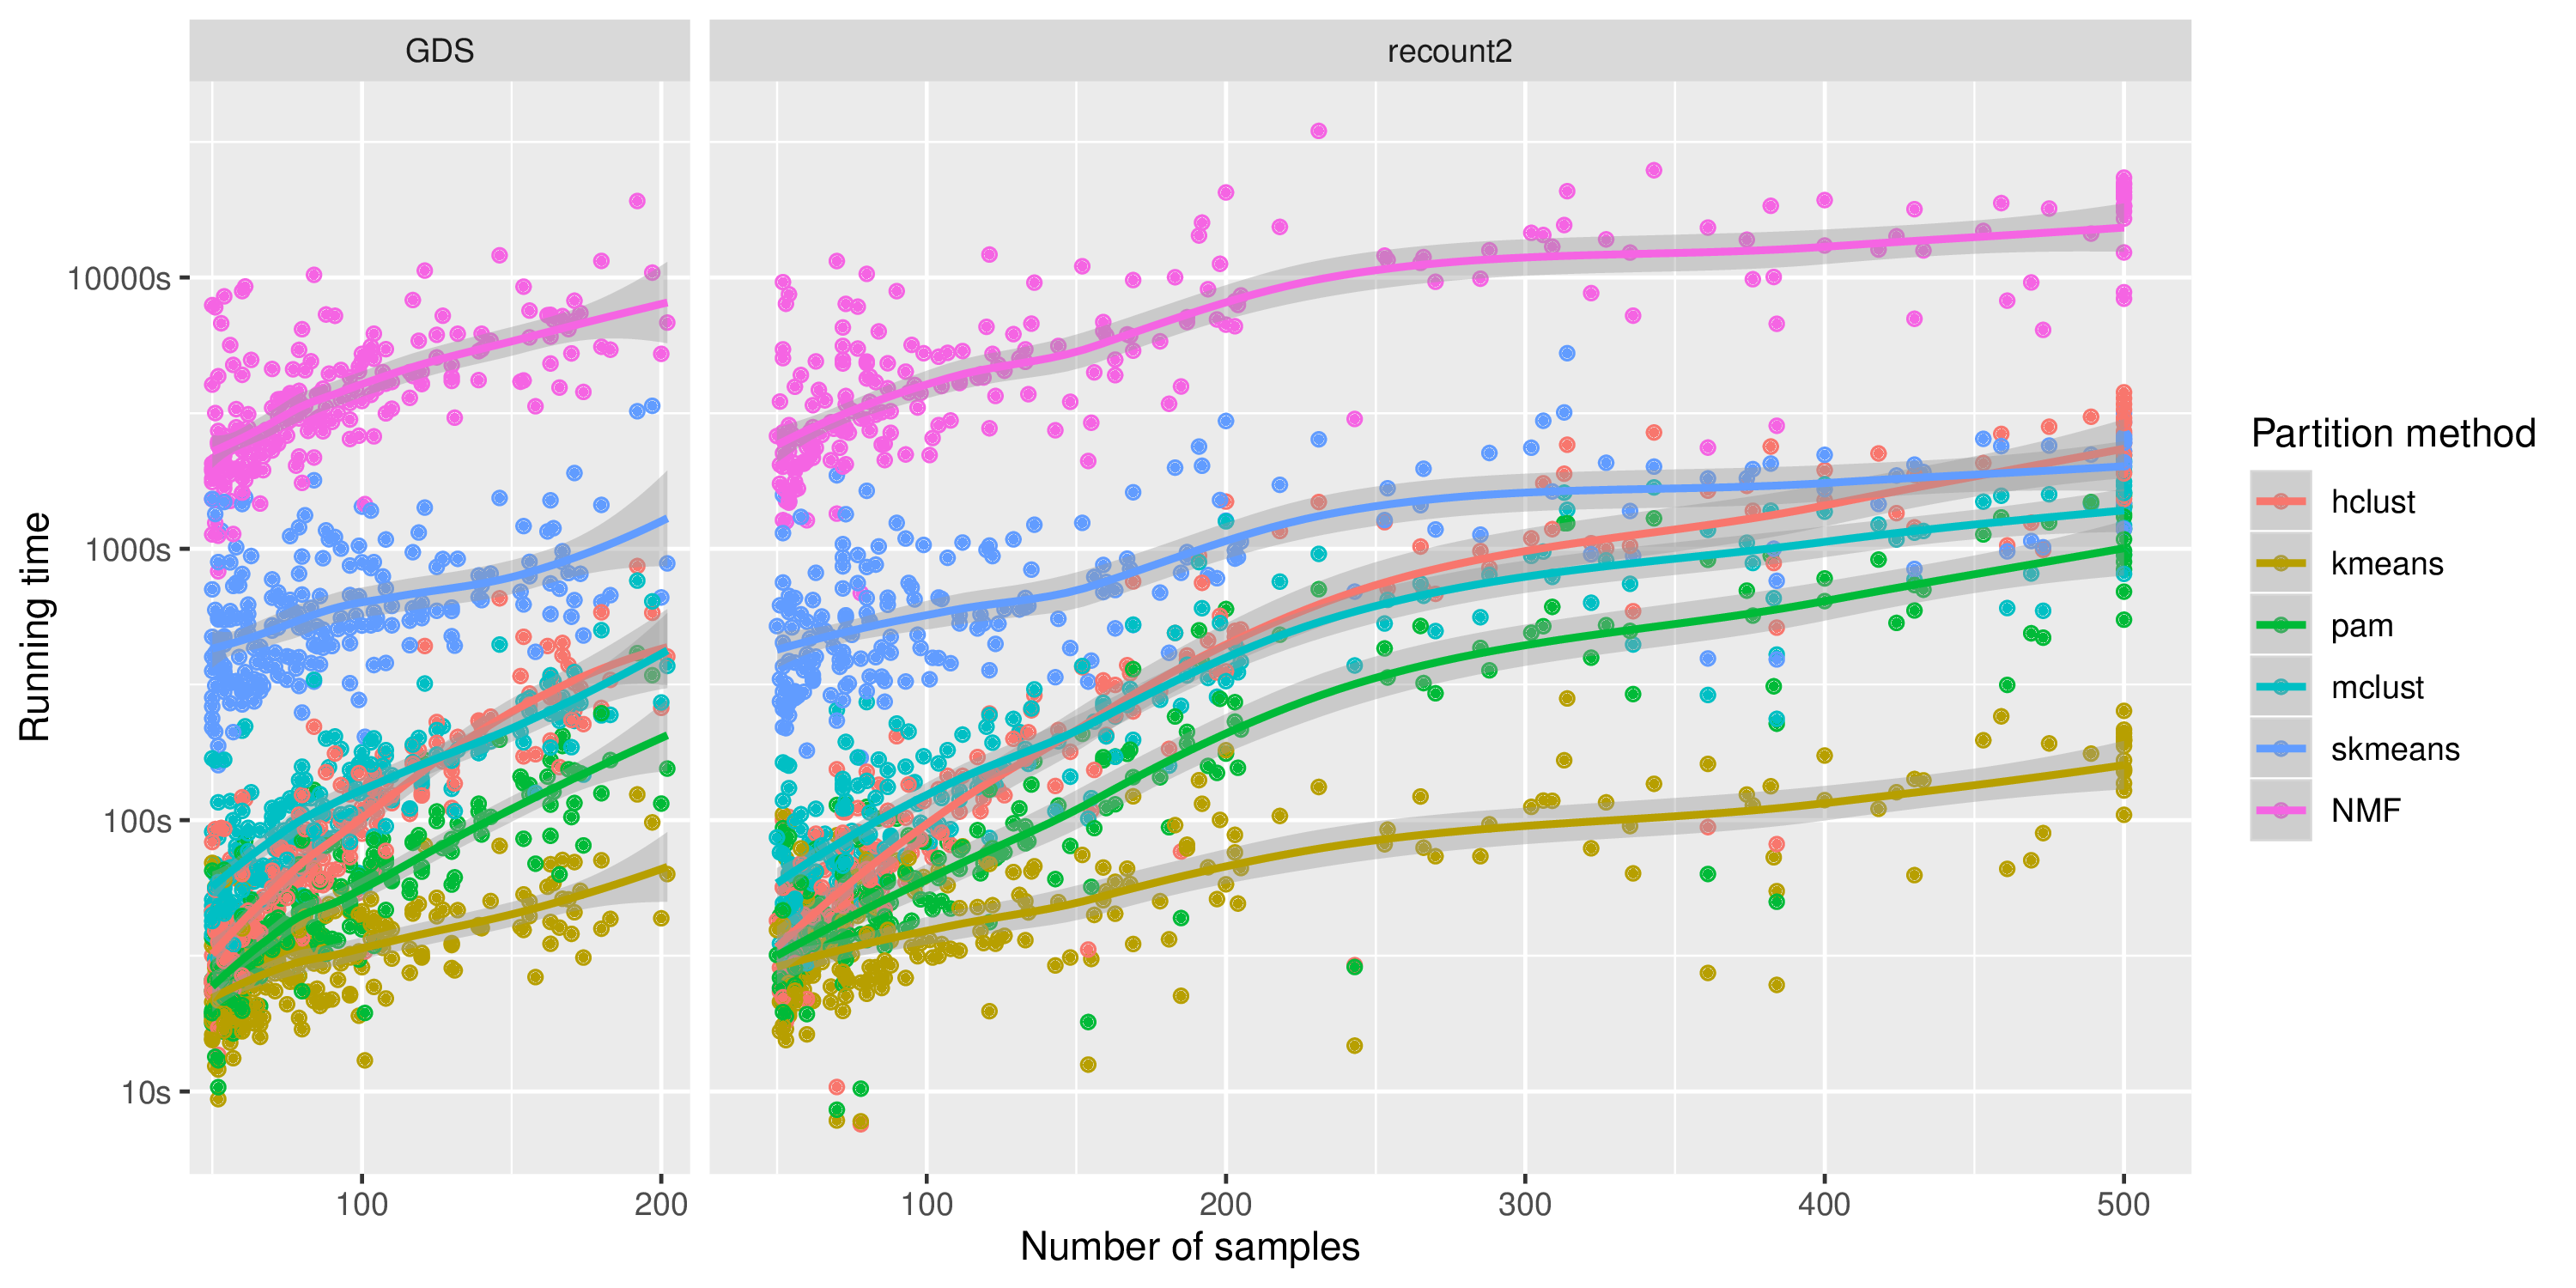 GDS
recount2
Running time
10000s
1000s
100s
10s
100
200
100
200
300
400
500
Number of samples
Partition method
hclust
kmeans
pam
mclust
skmeans
NMF